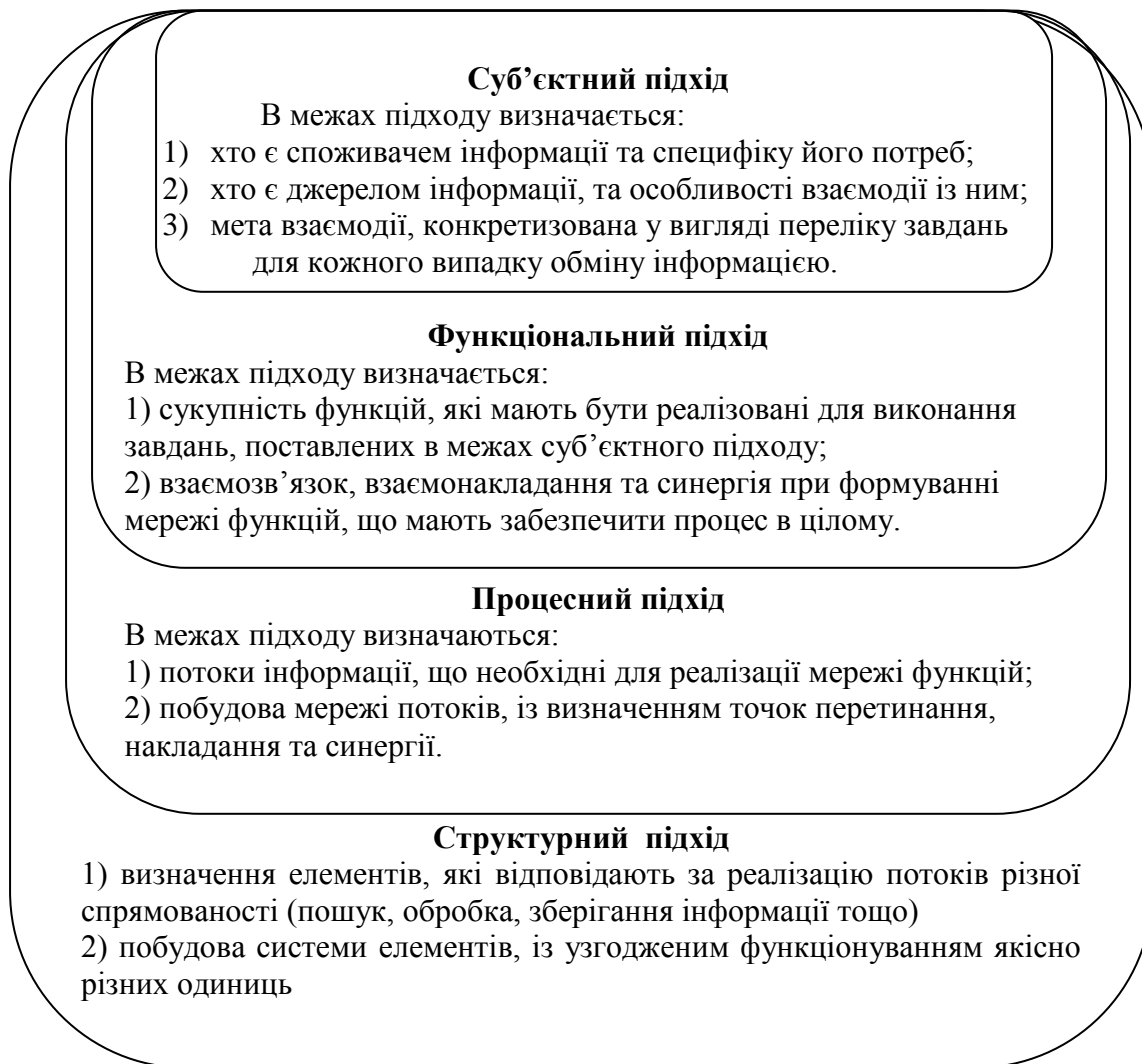 Суб’єктний підхід
В межах підходу визначається:
1) хто є споживачем інформації та специфіку його потреб;
2) хто є джерелом інформації, та особливості взаємодії із ним;
3) мета взаємодії, конкретизована у вигляді переліку завдань
для кожного випадку обміну інформацією.
Функціональний підхід
В межах підходу визначається:
1) сукупність функцій, які мають бути реалізовані для виконання
завдань, поставлених в межах суб’єктного підходу;
2) взаємозв’язок, взаємонакладання та синергія при формуванні
мережі функцій, що мають забезпечити процес в цілому.
Процесний підхід
В межах підходу визначаються:
1) потоки інформації, що необхідні для реалізації мережі функцій;
2) побудова мережі потоків, із визначенням точок перетинання,
накладання та синергії.
Структурний підхід
1) визначення елементів, які відповідають за реалізацію потоків різної
спрямованості (пошук, обробка, зберігання інформації тощо)
2) побудова системи елементів, із узгодженим функціонуванням якісно
різних одиниць